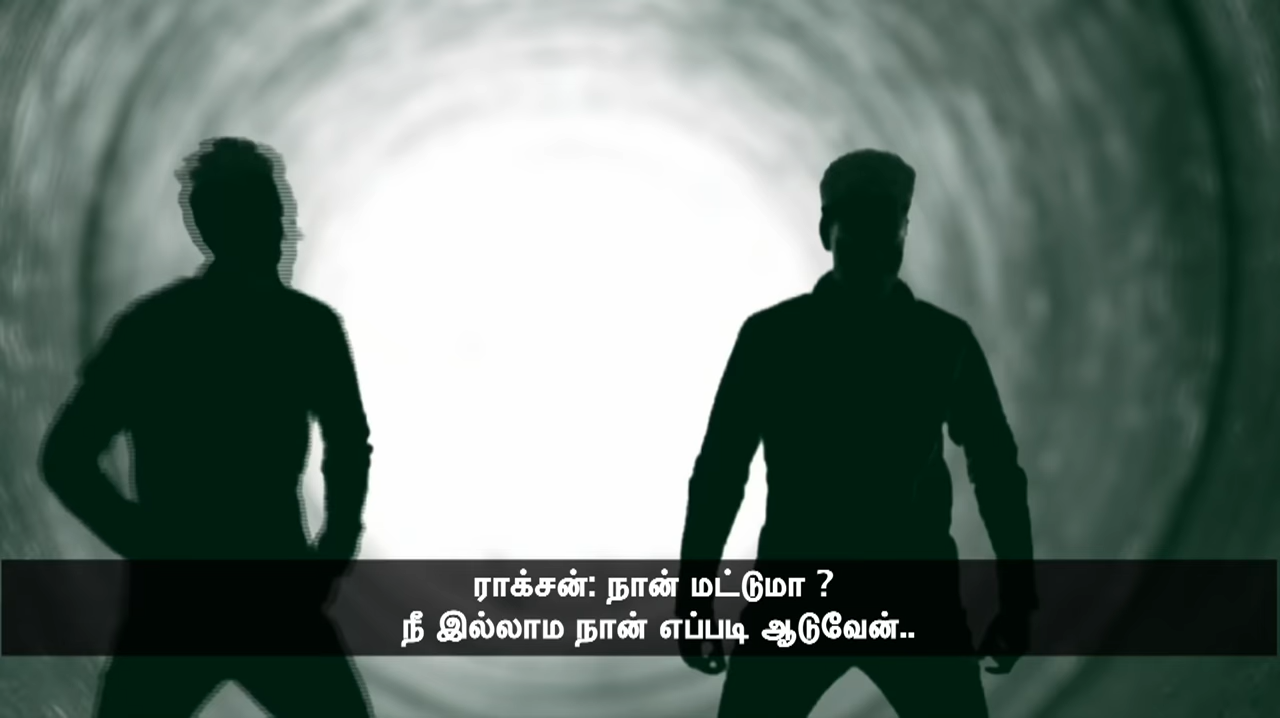 ராக்சன்: நான் மட்டுமா ?
நீ இல்லாம நான் எப்படி ஆடுவேன்..